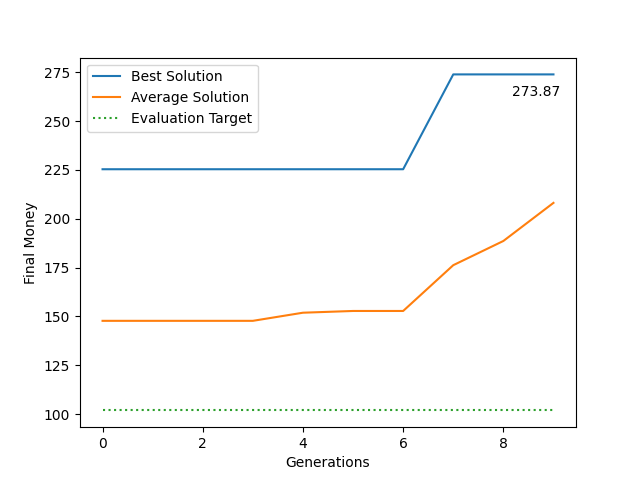 Best Solution
Average Solution
Evaluation Target
273.87
Final Money
275
250
225
200
175
150
125
100
0 2 4 6 8
Generations